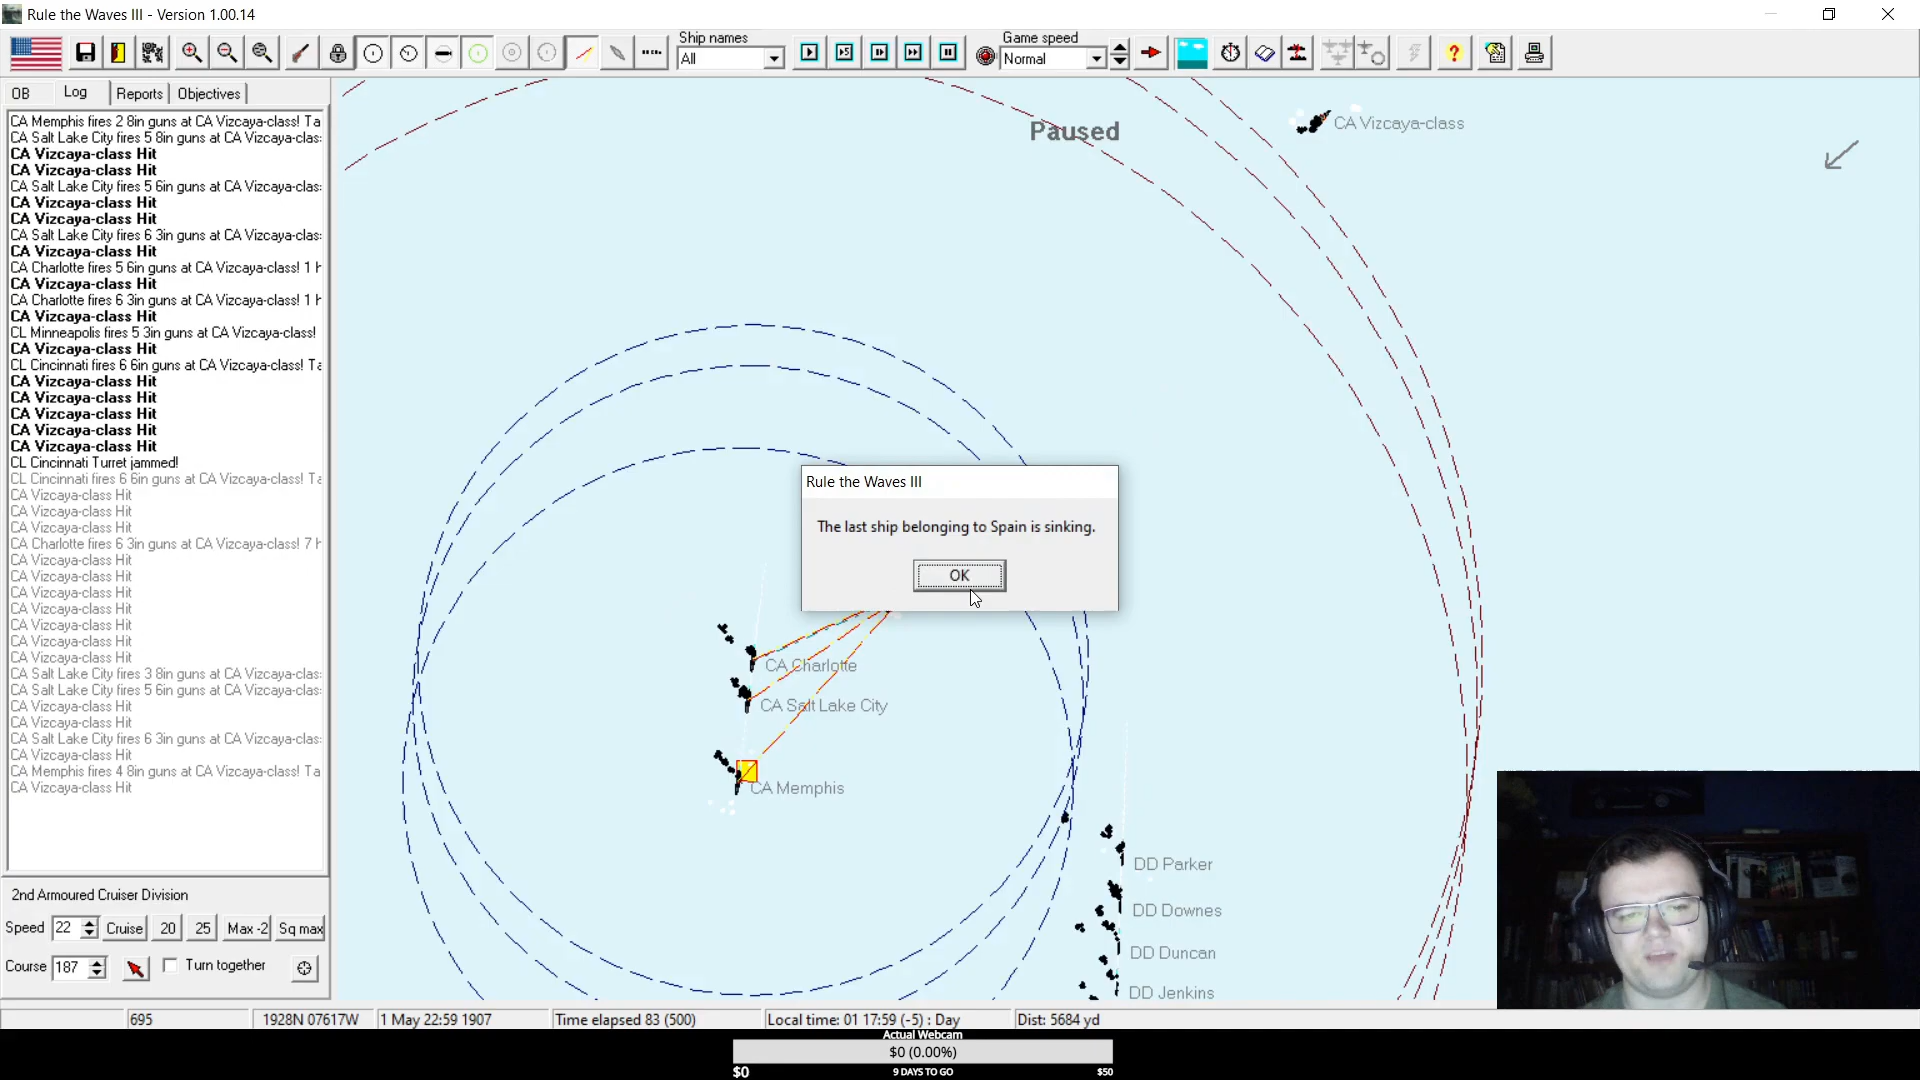 Rule the Waves III - Version 1.00.14
Ship names
All
Game speed
Normal
OB
Log
Reports
Objectives
CA Memphis fires 2 8in guns at CA Vizcaya-class! Ta
CA Salt Lake City fires 5 8in guns at CA Vizcaya-clas:
CA Vizcaya-class Hit
CA Vizcaya-class Hit
CA Salt Lake City fires 5 6in guns at CA Vizcaya-clas:
CA Vizcaya-class Hit
CA Vizcaya-class Hit
CA Salt Lake City fires 6 3in guns at CA Vizcaya-clas:
CA Vizcaya-class Hit
CA Charlotte fires 5 6in guns at CA Vizcaya-class! 1 h
CA Vizcaya-class Hit
CA Charlotte fires 6 3in guns at CA Vizcaya-class! 1 h
CA Vizcaya-class Hit
CL Minneapolis fires 5 3in guns at CA Vizcaya-class!
CA Vizcaya-class Hit
CL Cincinnati fires 6 6in guns at CA Vizcaya-class! Ta
CA Vizcaya-class Hit
CA Vizcaya-class Hit
CA Vizcaya-class Hit
CA Vizcaya-class Hit
CA Vizcaya-class Hit
CL Cincinnati Turret jammed!
CL Cincinnati fires 6 6in guns at CA Vizcaya-class! Ta
CA Vizcaya-class Hit
CA Vizcaya-class Hit
CA Vizcaya-class Hit
CA Charlotte fires 6 3in guns at CA Vizcaya-class! 7 h
CA Vizcaya-class Hit
CA Vizcaya-class Hit
CA Vizcaya-class Hit
CA Vizcaya-class Hit
CA Vizcaya-class Hit
CA Vizcaya-class Hit
CA Vizcaya-class Hit
CA Salt Lake City fires 3 8in guns at CA Vizcaya-clas:
CA Salt Lake City fires 5 6in guns at CA Vizcaya-clas:
CA Vizcaya-class Hit
CA Vizcaya-class Hit
CA Salt Lake City fires 6 3in guns at CA Vizcaya-clas:
CA Vizcaya-class Hit
CA Memphis fires 4 8in guns at CA Vizcaya-class! Ta
CA Vizcaya-class Hit
2nd Armoured Cruiser Division
Speed 22 Cruise 20 25 Max -2 Sq max
Course 187 Turn together
Paused
CA Vizcaya-class
Rule the Waves III
The last ship belonging to Spain is sinking.
OK
CA Charlotte
CA Salt Lake City
CA Memphis
DD Parker
DD Downes
DD Duncan
DD Jenkins
695
1928N 07617W
1 May 22:59 1907
Time elapsed 83 (500)
Local time: 01 17:59 (-5) : Day
Dist: 5684 yd
Actual Webcam
$0 (0.00%)
$0
9 DAYS TO GO
$50